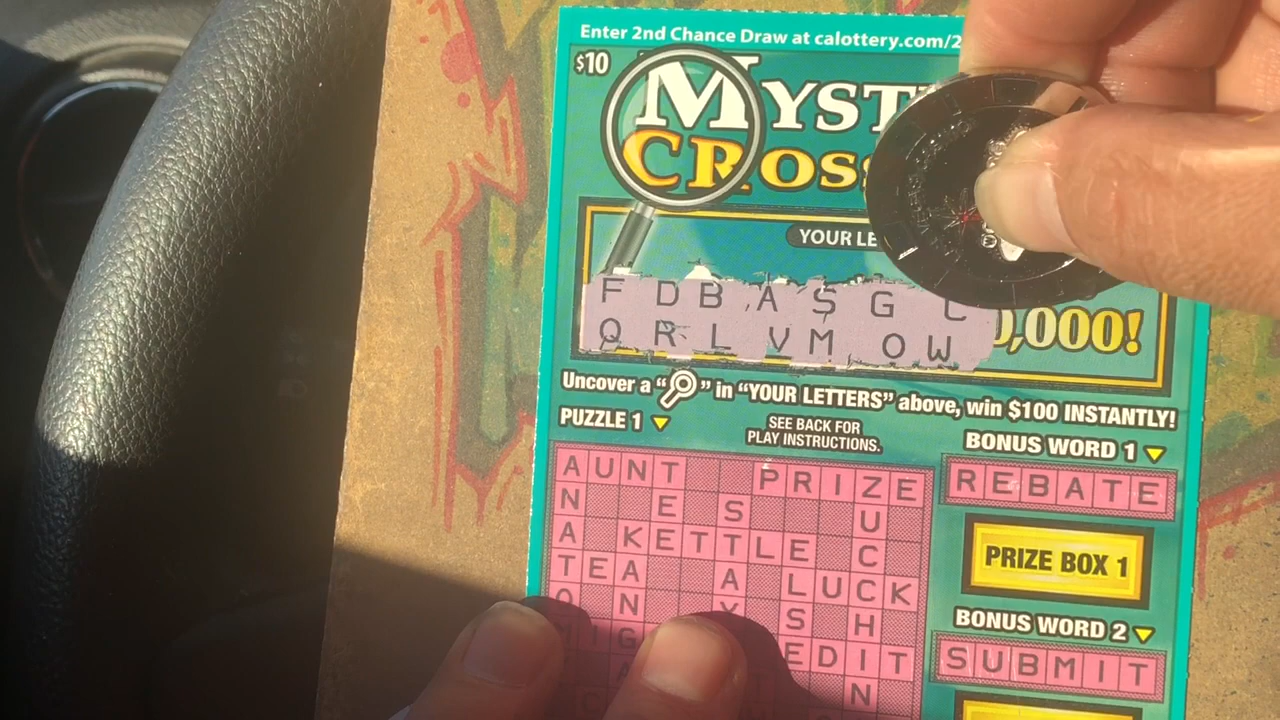 Enter 2nd Chance Draw at calottery.com/2
$10
MYST
CROSS
YOUR LE
F D B A S G
Q R L V M O W
0,000!
Uncover a " " in "YOUR LETTERS" above, win $100 INSTANTLY!
PUZZLE 1
SEE BACK FOR
PLAY INSTRUCTIONS.
BONUS WORD 1
REBATE
PRIZE BOX 1
BONUS WORD 2
SUBMIT
AUNT PRIZE
N E S U
A KETTLE C
TEA A LUCK
O N Y S H
M I G EDIT
N